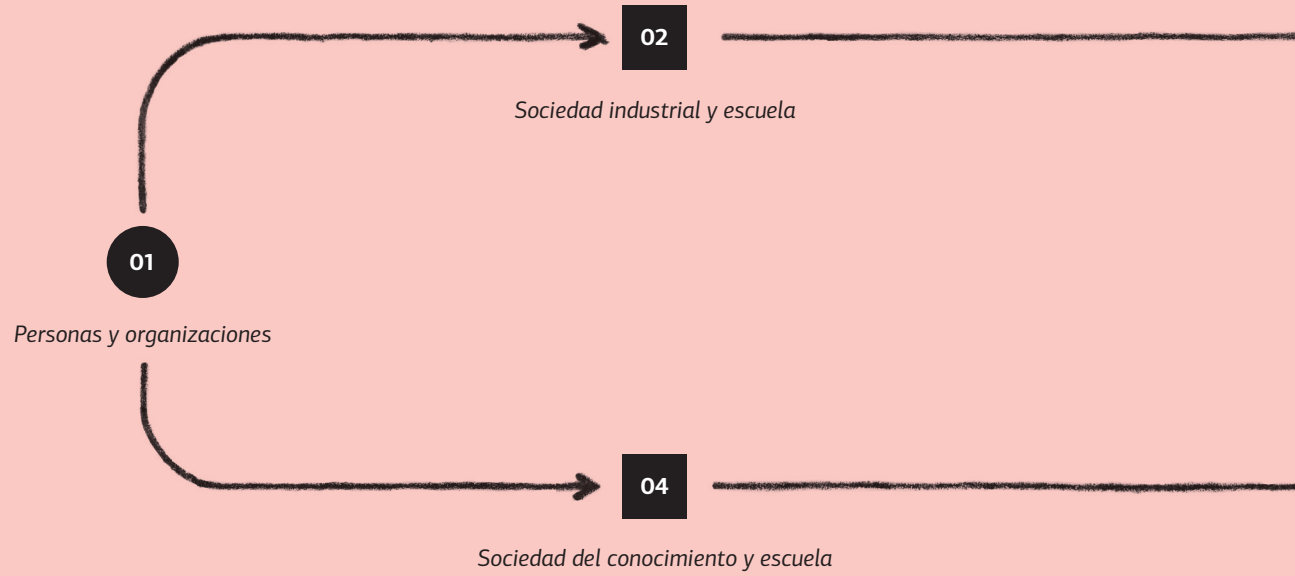 02
Sociedad industrial y escuela
01
Personas y organizaciones
04
Sociedad del conocimiento y escuela